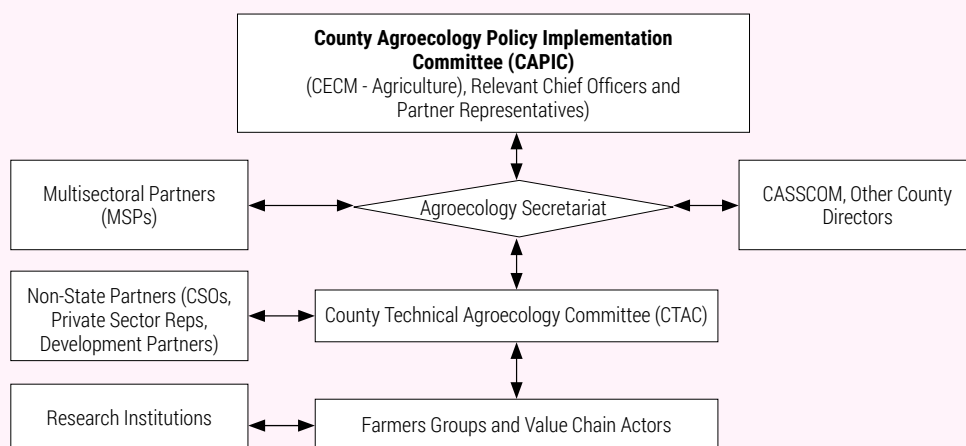 County Agroecology Policy Implementation
Committee (CAPIC)
(CECM - Agriculture), Relevant Chief Officers and
Partner Representatives)
Multisectoral Partners
(MSPs)
Agroecology Secretariat
CASSCOM, Other County
Directors
Non-State Partners (CSOs,
Private Sector Reps,
Development Partners)
County Technical Agroecology Committee (CTAC)
Research Institutions
Farmers Groups and Value Chain Actors